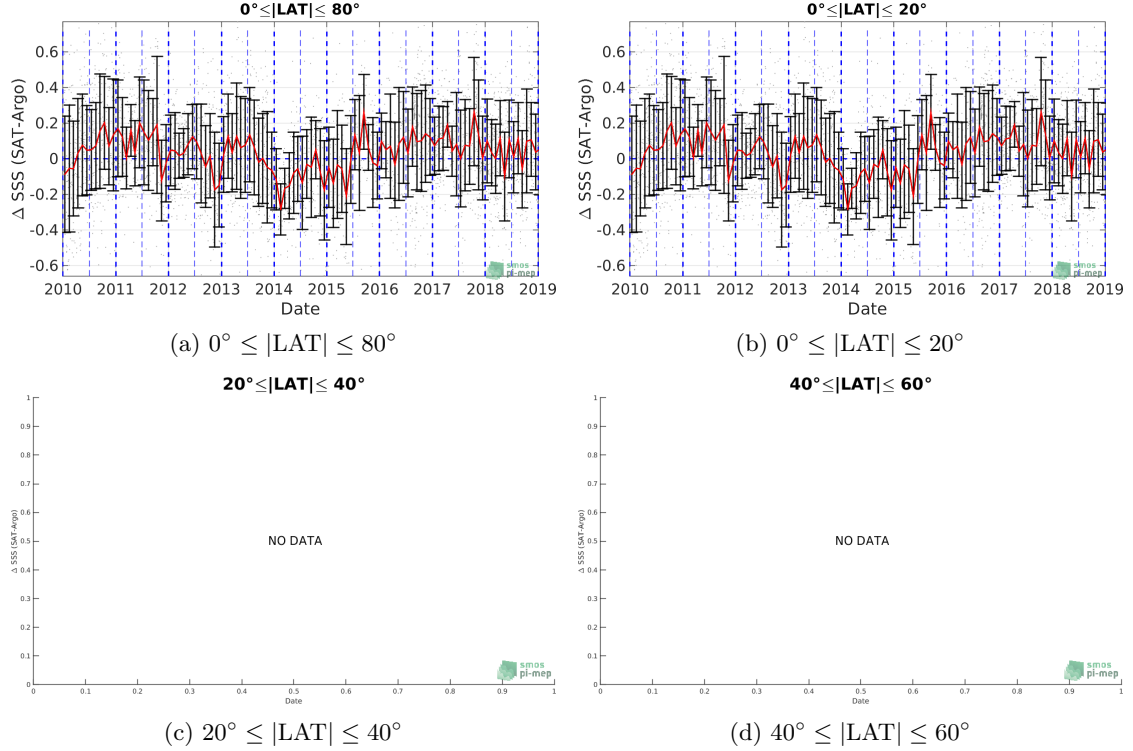 0°≤|LAT|≤ 80°
Δ SSS (SAT-Argo)
0.6
0.4
0.2
0
-0.2
-0.4
-0.6
2010 2011 2012 2013 2014 2015 2016 2017 2018 2019
Date
smos
pi-mep
(a) 0° ≤ |LAT| ≤ 80°
0°≤|LAT|≤ 20°
Δ SSS (SAT-Argo)
0.6
0.4
0.2
0
-0.2
-0.4
-0.6
2010 2011 2012 2013 2014 2015 2016 2017 2018 2019
Date
smos
pi-mep
(b) 0° ≤ |LAT| ≤ 20°
20°≤|LAT|≤ 40°
Δ SSS (SAT-Argo)
1
0.9
0.8
0.7
0.6
0.5
0.4
0.3
0.2
0.1
0
NO DATA
smos
pi-mep
0 0.1 0.2 0.3 0.4 0.5 0.6 0.7 0.8 0.9 1
Date
(c) 20° ≤ |LAT| ≤ 40°
40°≤|LAT|≤ 60°
Δ SSS (SAT-Argo)
1
0.9
0.8
0.7
0.6
0.5
0.4
0.3
0.2
0.1
0
NO DATA
smos
pi-mep
0 0.1 0.2 0.3 0.4 0.5 0.6 0.7 0.8 0.9 1
Date
(d) 40° ≤ |LAT| ≤ 60°